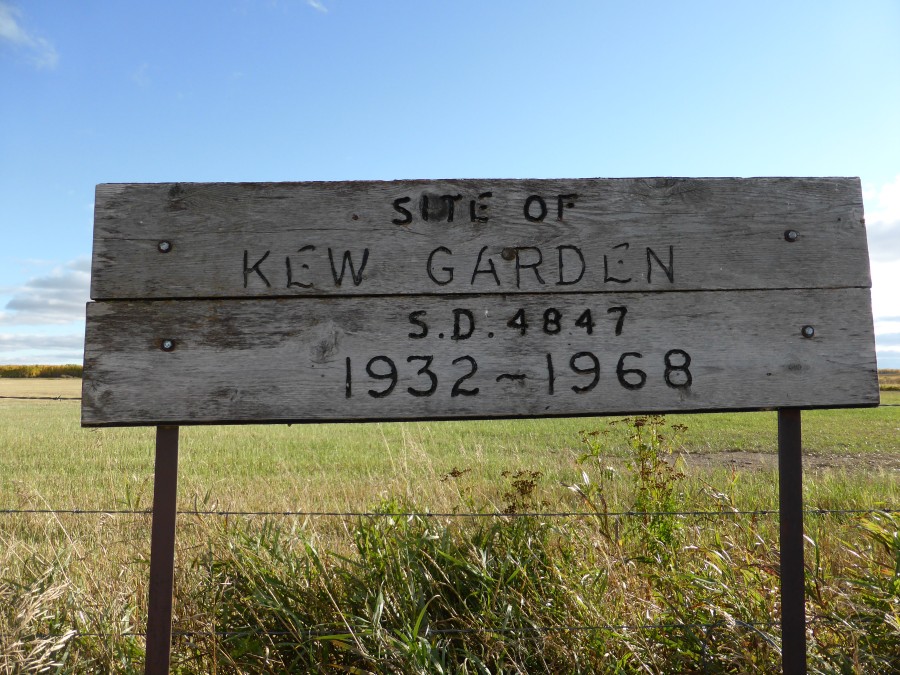 SITE OF
KEW GARDEN
S.D. 4847
1932~1968